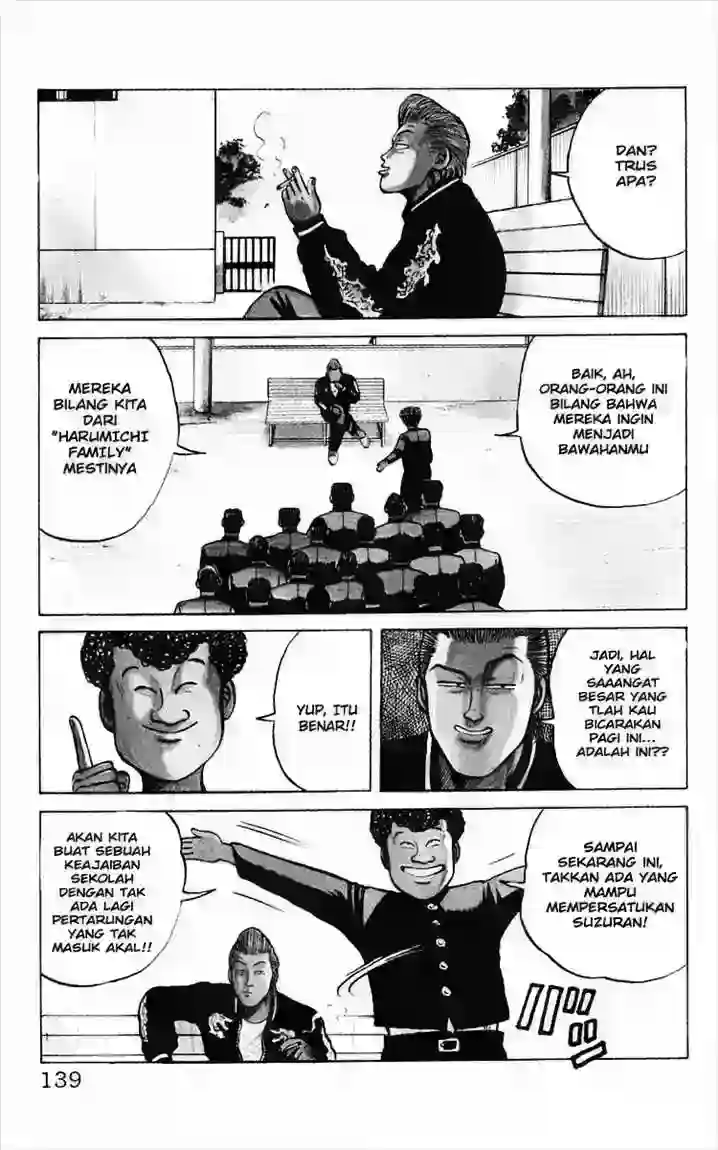 DAN?
TRUS
APA?
BAIK, AH,
ORANG-ORANG INI
BILANG BAHWA
MEREKA INGIN
MENJADI
BAWAHANMU
MEREKA
BILANG KITA
DARI
"HARUMICHI
FAMILY"
MESTINYA
JADI, HAL
YANG
SAAANGAT
BESAR YANG
TLAH KAU
BICARAKAN
PAGI INI...
ADALAH INI??
YUP, ITU
BENAR!!
SAMPAI
SEKARANG INI,
TAKKAN ADA YANG
MAMPU
MEMPERSATUKAN
SUZURAN!
AKAN KITA
BUAT SEBUAH
KEAJAIBAN
SEKOLAH
DENGAN TAK
ADA LAGI
PERTARUNGAN
YANG TAK
MASUK AKAL!!
139